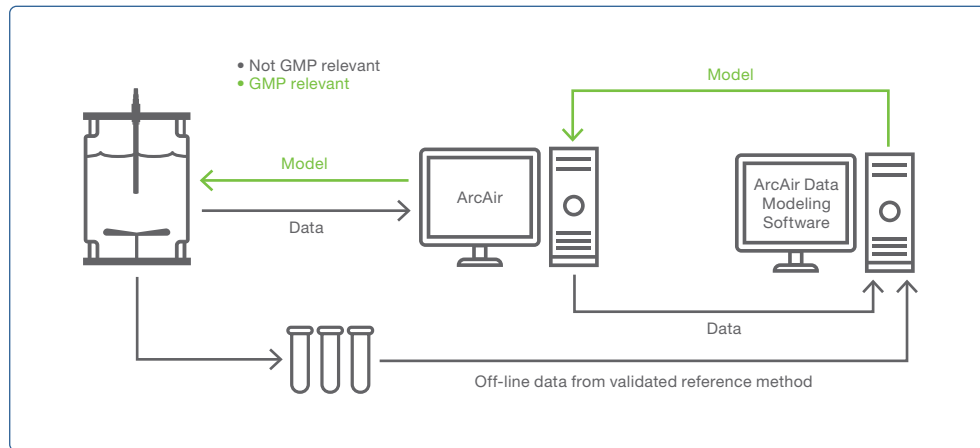 • Not GMP relevant
• GMP relevant
Model
Model
ArcAir
ArcAir Data
Modeling
Software
Data
Data
Off-line data from validated reference method